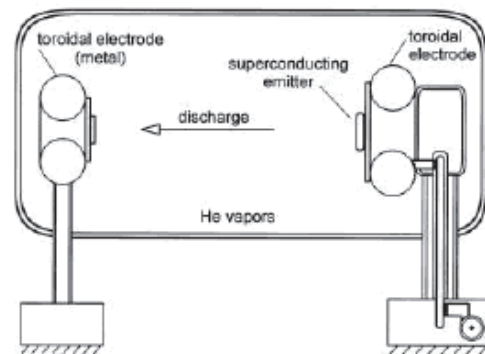 toroidal electrode
(metal)
toroidal
electrode
superconducting
emitter
discharge
He vapors